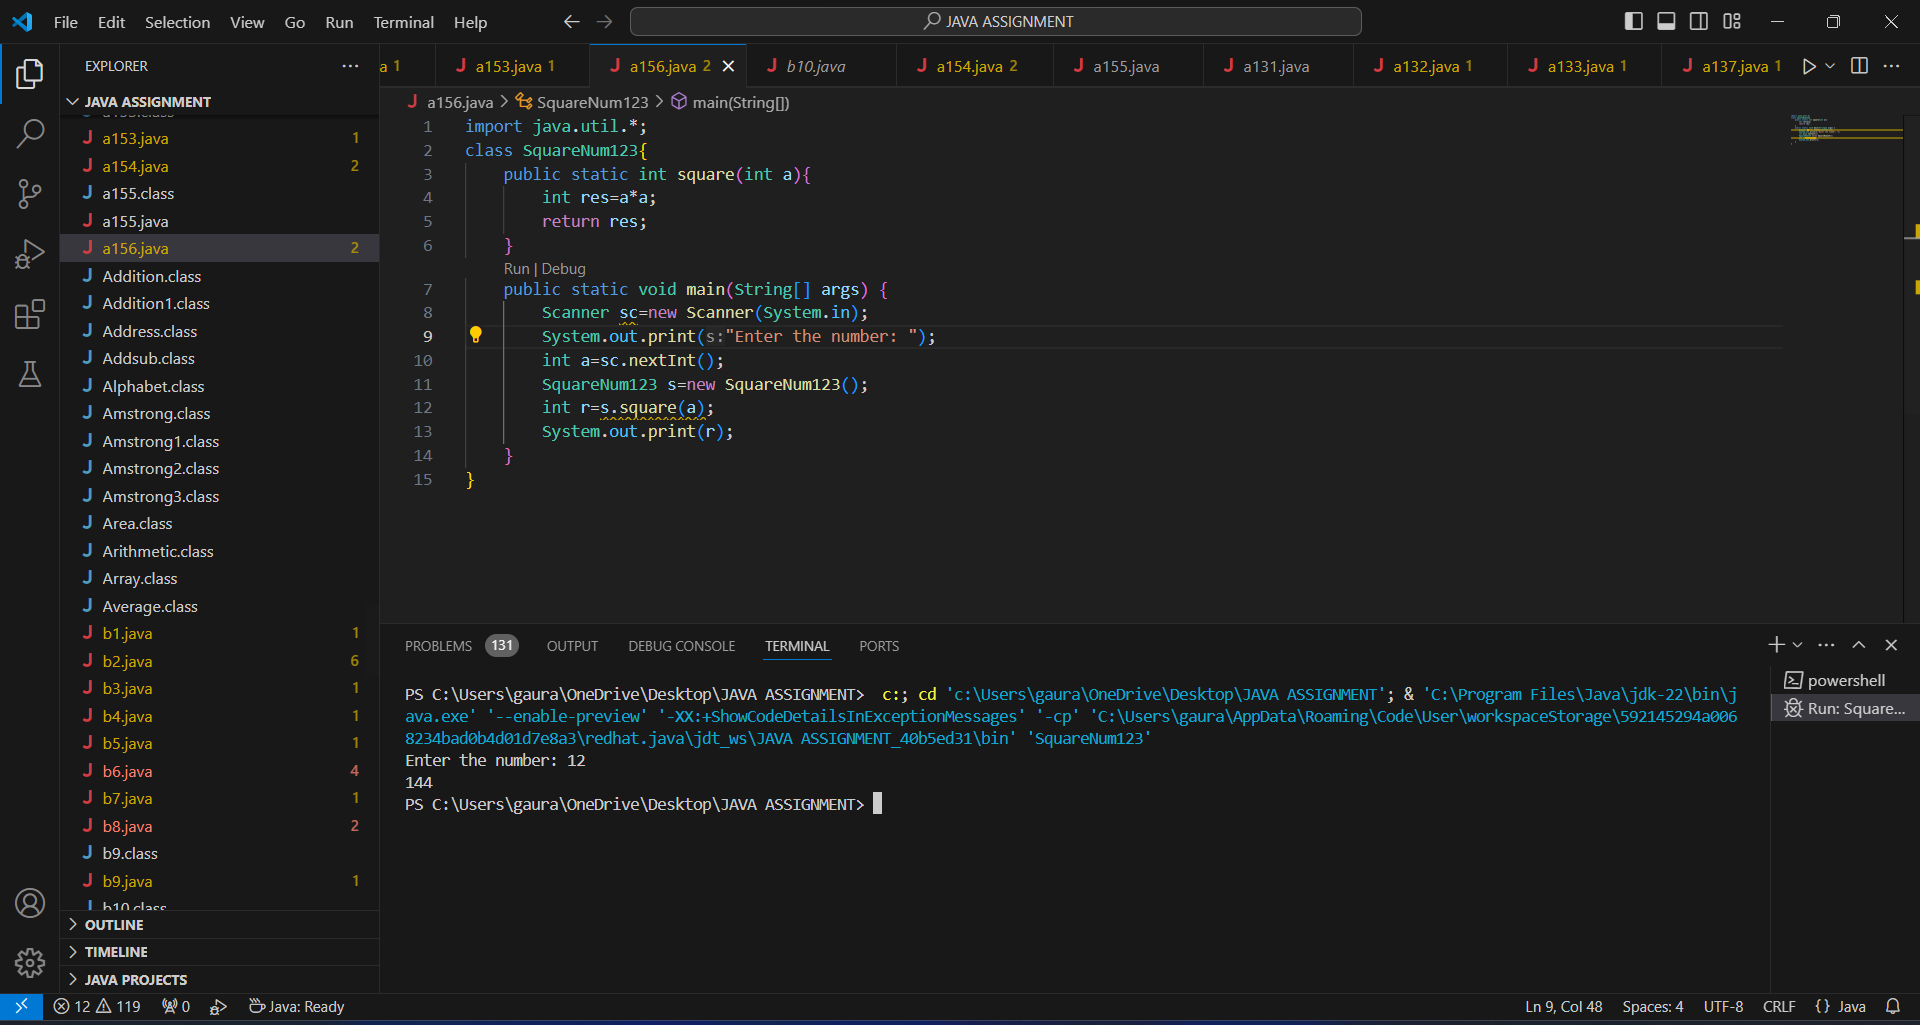 File Edit Selection View Go Run Terminal Help
JAVA ASSIGNMENT
EXPLORER
JAVA ASSIGNMENT
a153.java 1
a154.java 2
a155.class
a155.java
a156.java 2
Addition.class
Addition1.class
Address.class
Addsub.class
Alphabet.class
Amstrong.class
Amstrong1.class
Amstrong2.class
Amstrong3.class
Area.class
Arithmetic.class
Array.class
Average.class
b1.java 1
b2.java 6
b3.java 1
b4.java 1
b5.java 1
b6.java 4
b7.java 1
b8.java 2
b9.class
b9.java 1
b10.class
OUTLINE
TIMELINE
JAVA PROJECTS
a 1 a153.java 1 a156.java 2 b10.java a154.java 2 a155.java a131.java a132.java 1 a133.java 1 a137.java 1
a156.java > SquareNum123 > main(String[])
1 import java.util.*;
2 class SquareNum123{
3 public static int square(int a){
4 int res=a*a;
5 return res;
6 }
Run | Debug
7 public static void main(String[] args) {
8 Scanner sc=new Scanner(System.in);
9 System.out.print(s:"Enter the number: ");
10 int a=sc.nextInt();
11 SquareNum123 s=new SquareNum123();
12 int r=s.square(a);
13 System.out.print(r);
14 }
15 }
PROBLEMS 131 OUTPUT DEBUG CONSOLE TERMINAL PORTS
PS C:\Users\gaura\OneDrive\Desktop\JAVA ASSIGNMENT> c:; cd 'c:\Users\gaura\OneDrive\Desktop\JAVA ASSIGNMENT'; & 'C:\Program Files\Java\jdk-22\bin\j
ava.exe' '--enable-preview' '-XX:+ShowCodeDetailsInExceptionMessages' '-cp' 'C:\Users\gaura\AppData\Roaming\Code\User\workspaceStorage\592145294a006
8234bad0b4d01d7e8a3\redhat.java\jdt_ws\JAVA ASSIGNMENT_40b5ed31\bin' 'SquareNum123'
Enter the number: 12
144
PS C:\Users\gaura\OneDrive\Desktop\JAVA ASSIGNMENT>
powershell
Run: Square...
12 119 0 Java: Ready
Ln 9, Col 48 Spaces: 4 UTF-8 CRLF {} Java